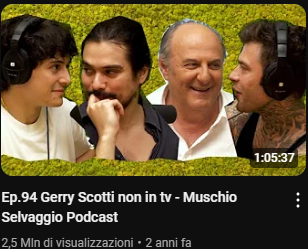 1:05:37
Ep.94 Gerry Scotti non in tv - Muschio
Selvaggio Podcast
2,5 Mln di visualizzazioni • 2 anni fa